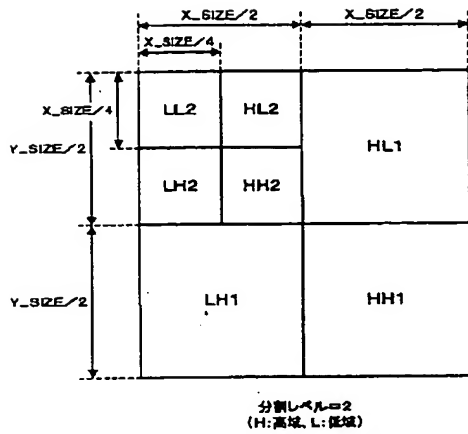 X_SIZE/2 X_SIZE/2
X_SIZE/4
X_SIZE/4
Y_SIZE/2
LL2 HL2
HL1
LH2 HH2
Y_SIZE/2
LH1 HH1
分割レベル=2
(H:高域、L:低域)